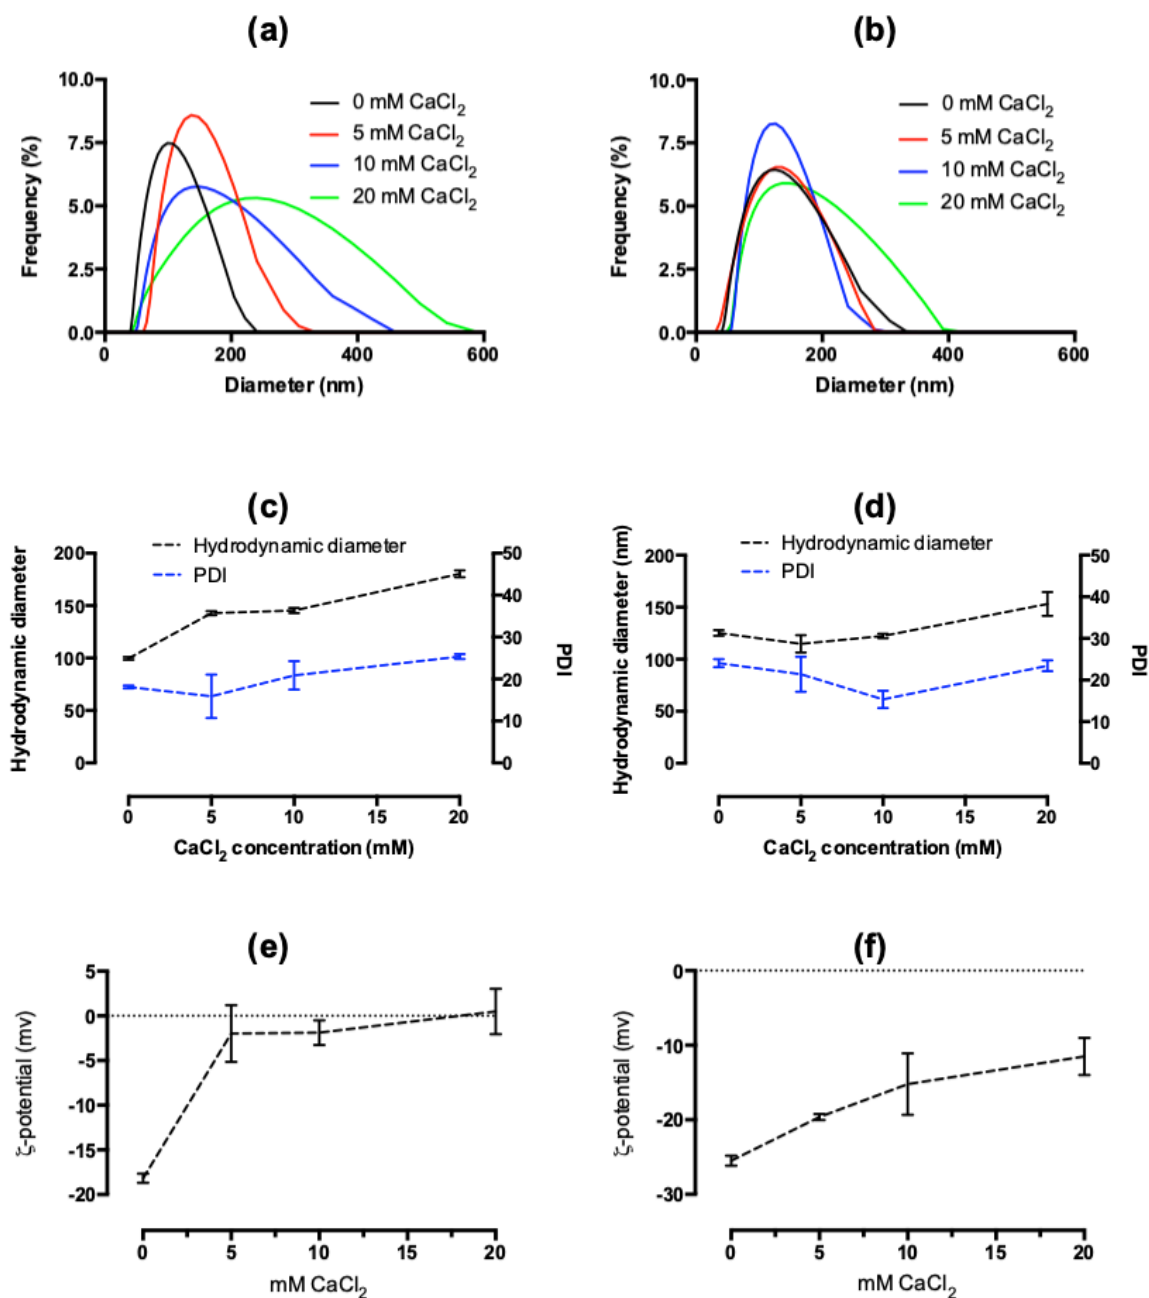 (a)
10.0
7.5
5.0
2.5
0.0
Frequency (%)
0 mM CaCl₂
5 mM CaCl₂
10 mM CaCl₂
20 mM CaCl₂
0 200 400 600
Diameter (nm)
(b)
10.0
7.5
5.0
2.5
0.0
Frequency (%)
0 mM CaCl₂
5 mM CaCl₂
10 mM CaCl₂
20 mM CaCl₂
0 200 400 600
Diameter (nm)
(c)
Hydrodynamic diameter
PDI
Hydrodynamic diameter
200
150
100
50
0
50
40
30
20
10
0
PDI
0 5 10 15 20
CaCl₂ concentration (mM)
(d)
Hydrodynamic diameter
PDI
Hydrodynamic diameter (nm)
200
150
100
50
0
50
40
30
20
10
0
PDI
0 5 10 15 20
CaCl₂ concentration (mM)
(e)
5
0
-5
-10
-15
-20
ζ-potential (mv)
0 5 10 15 20
mM CaCl₂
(f)
0
-10
-20
-30
ζ-potential (mv)
0 5 10 15 20
mM CaCl₂